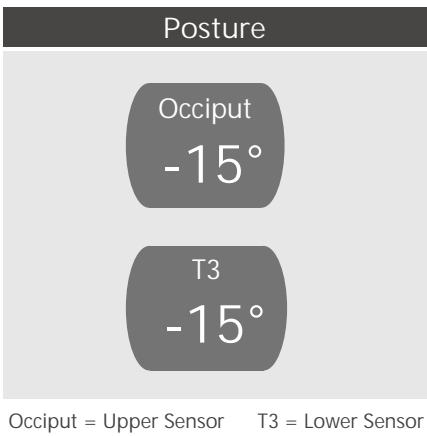 Posture
Occiput
-15°
T3
-15°
Occiput = Upper Sensor T3 = Lower Sensor